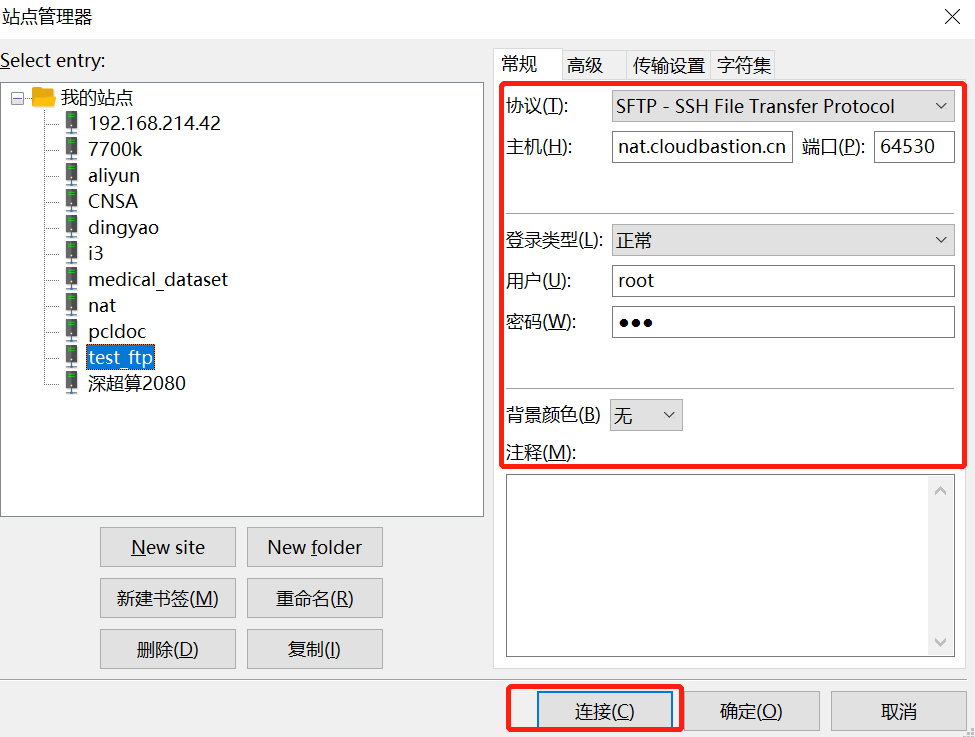 站点管理器
Select entry:
我的站点
192.168.214.42
7700k
aliyun
CNSA
dingyao
i3
medical_dataset
nat
pcldoc
test_ftp
深超算2080
New site
New folder
新建书签(M)
重命名(R)
删除(D)
复制(I)
常规 高级 传输设置 字符集
协议(T): SFTP - SSH File Transfer Protocol
主机(H): nat.cloudbastion.cn 端口(P): 64530
登录类型(L): 正常
用户(U): root
密码(W): ●●●
背景颜色(B) 无
注释(M):
连接(C) 确定(O) 取消